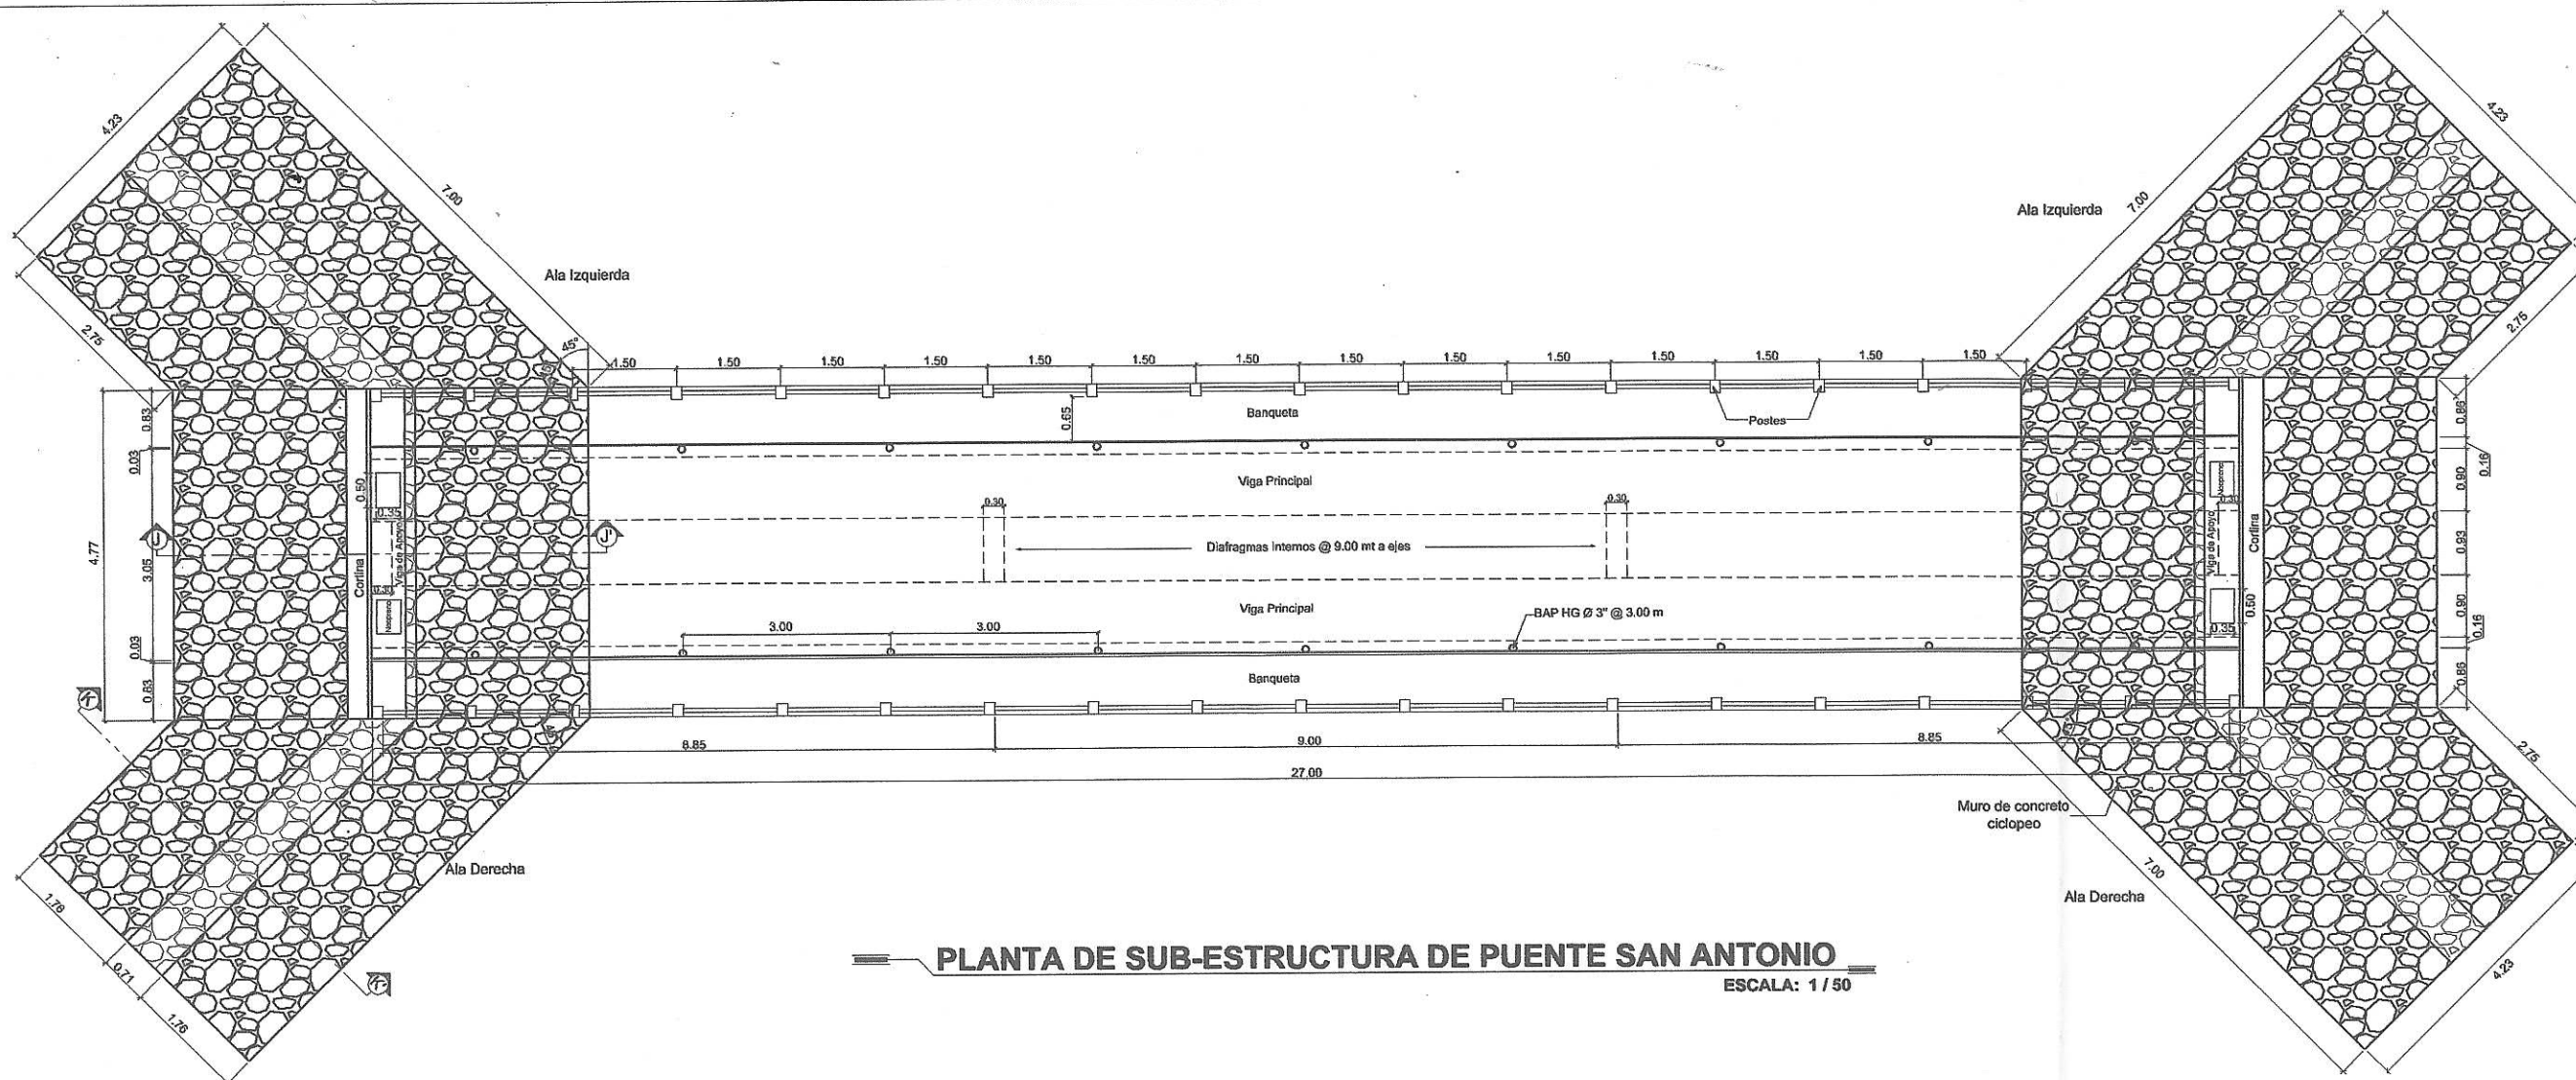 4.23
7.00
2.75
Ala Izquierda
45°
4.23
7.00
2.75
Ala Izquierda
1.50
1.50
1.50
1.50
1.50
1.50
1.50
1.50
1.50
1.50
1.50
1.50
1.50
1.50
Banqueta
0.65
Postes
0.83
0.03
4.77
3.05
0.03
0.83
0.50
0.35
J
J'
Cortina
Viga de Apoyo
0.30
Neopreno
Viga Principal
0.30
0.30
Diafragmas internos @ 9.00 mt a ejes
Viga Principal
3.00
3.00
BAP HG Ø 3" @ 3.00 m
Banqueta
0.86
0.16
0.90
0.93
0.90
0.16
0.86
Neopreno
0.30
Viga de Apoyo
Cortina
0.50
0.35
8.85
9.00
8.85
27.00
K
45°
Ala Derecha
1.76
0.71
1.76
K'
Muro de concreto
ciclopeo
7.00
Ala Derecha
2.75
4.23
PLANTA DE SUB-ESTRUCTURA DE PUENTE SAN ANTONIO
ESCALA: 1 / 50